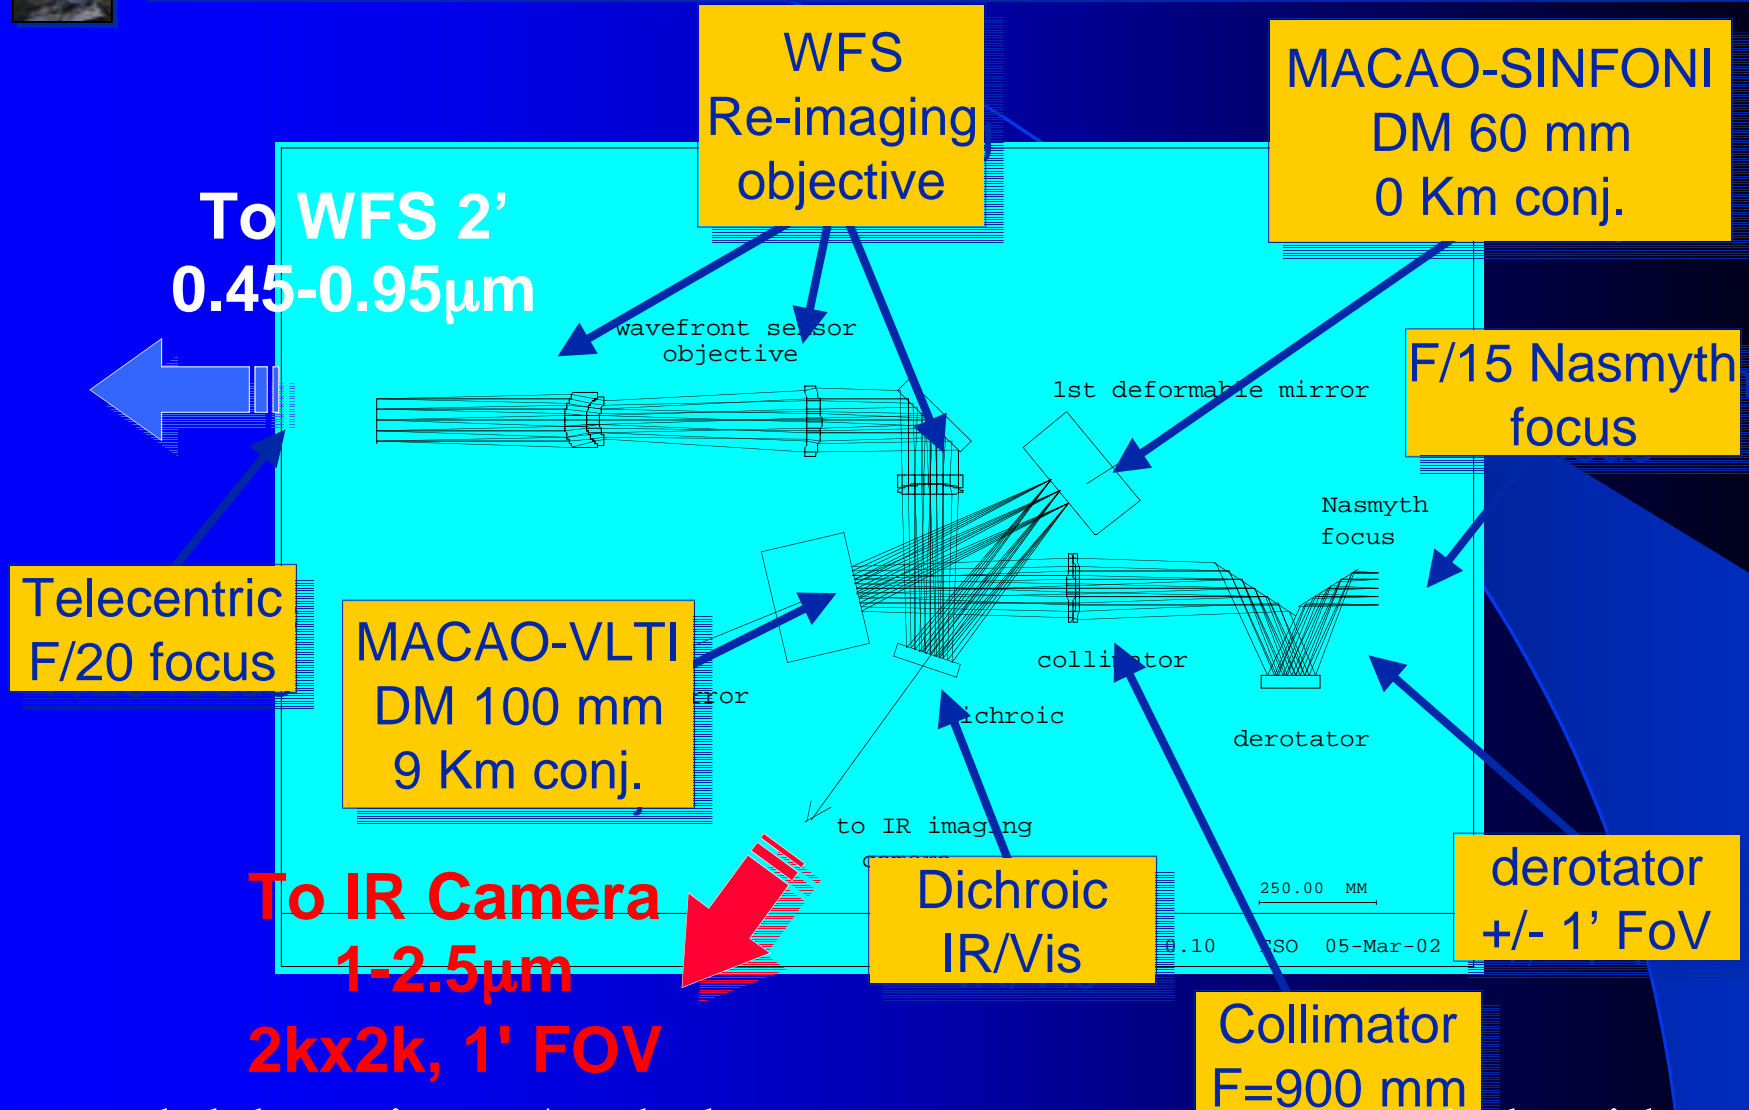 WFS
Re-imaging
objective
MACAO-SINFONI
DM 60 mm
0 Km conj.
To WFS 2’
0.45-0.95μm
wavefront sensor
objective
1st deformable mirror
F/15 Nasmyth
focus
Nasmyth
focus
Telecentric
F/20 focus
MACAO-VLTI
DM 100 mm
9 Km conj.
collimator
derotator
to IR imaging
To IR Camera
1-2.5μm
2kx2k, 1' FOV
Dichroic
IR/Vis
250.00 MM
0.10 ESO 05-Mar-02
derotator
+/- 1’ FoV
Collimator
F=900 mm